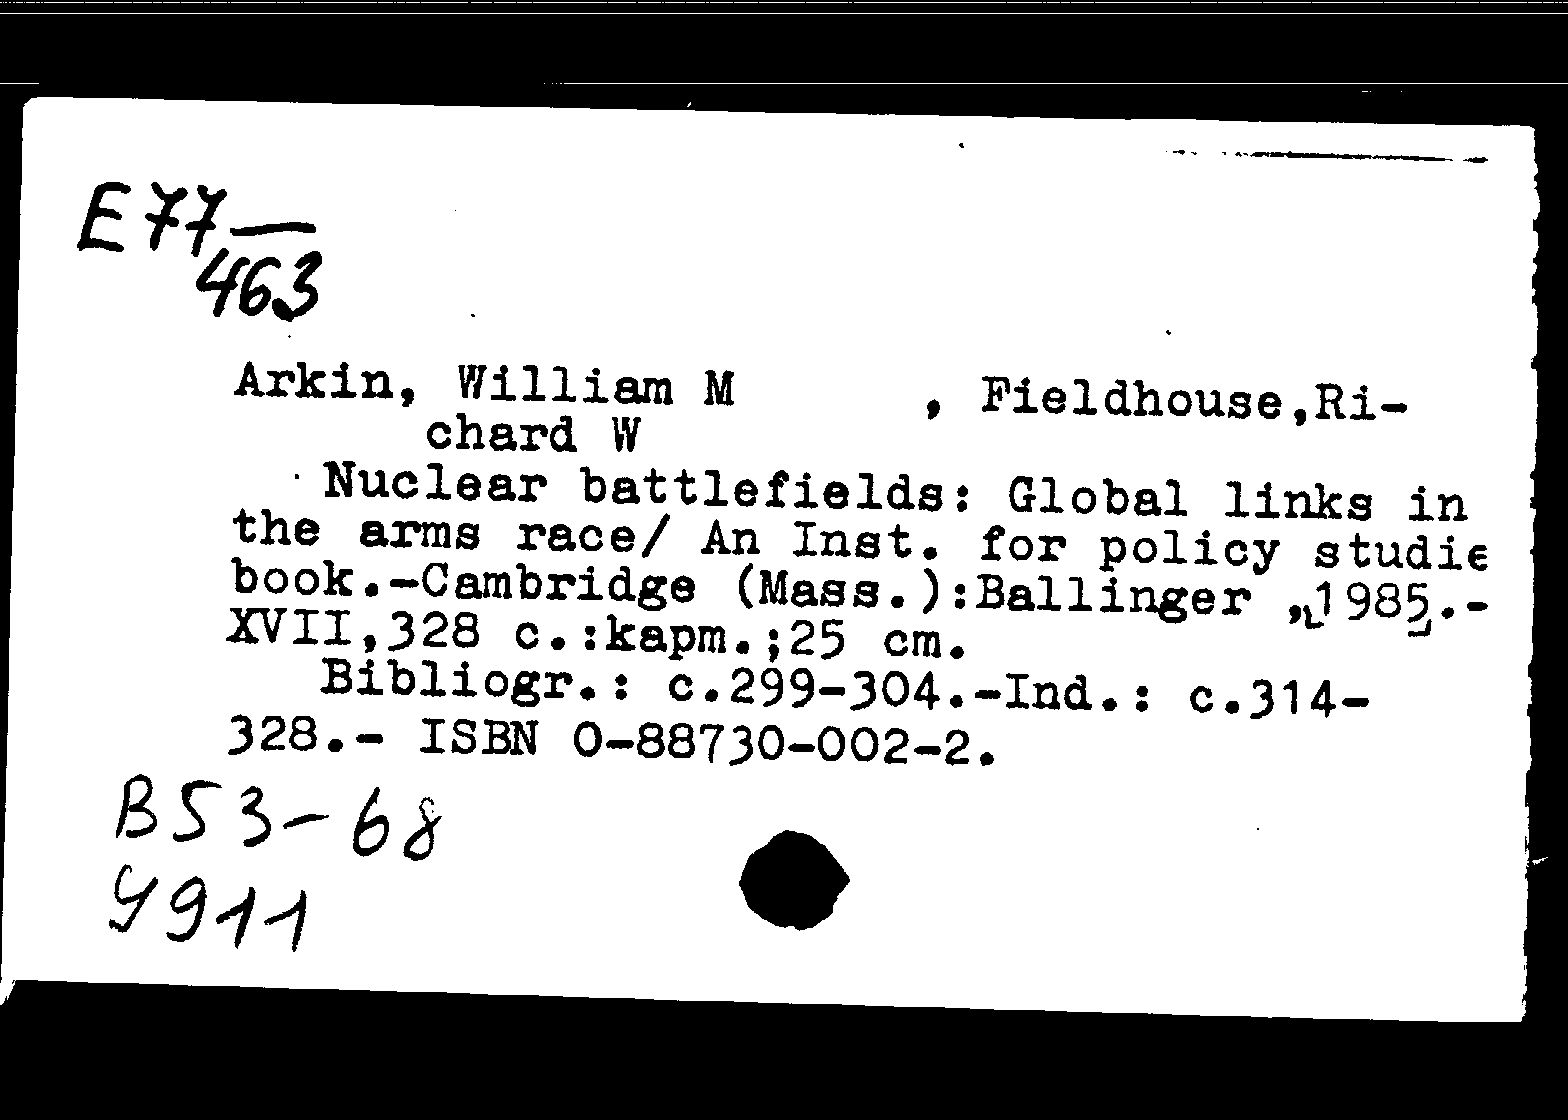 E77—
463
Arkin, William M , Fieldhouse,Ri-
chard W
Nuclear battlefields: Global links in
the arms race/ An Inst. for policy studie
book.-Cambridge (Mass.):Ballinger ,,1985.-
XVII,328 c.:карт.;25 cm.
Bibliogr.: c.299-304.-Ind.: c.314-
328.- ISBN 0-88730-002-2.
B53-68
У911